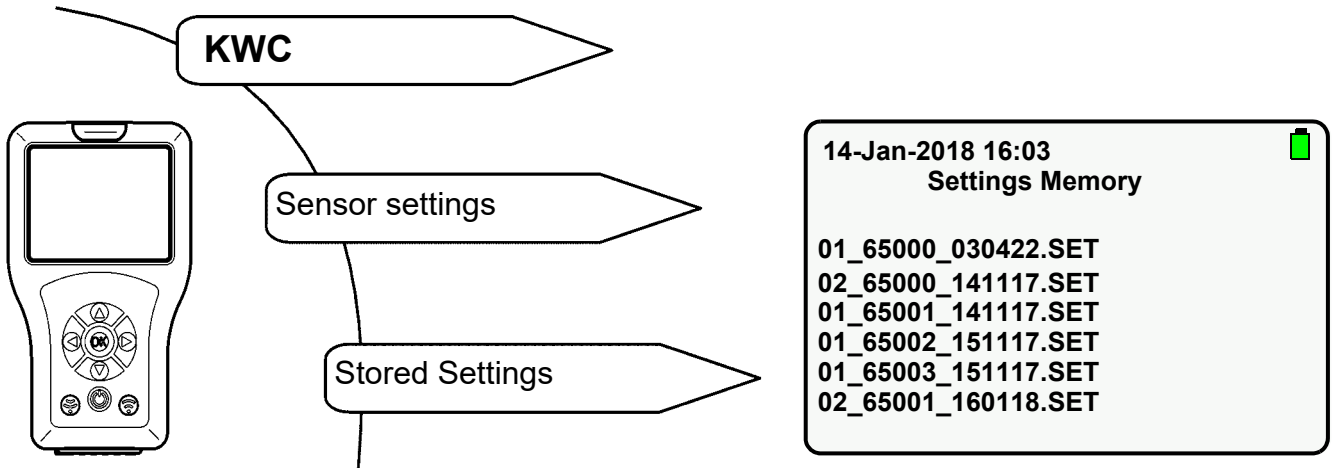 KWC
Sensor settings
Stored Settings
OK
14-Jan-2018 16:03
Settings Memory
01_65000_030422.SET
02_65000_141117.SET
01_65001_141117.SET
01_65002_151117.SET
01_65003_151117.SET
02_65001_160118.SET